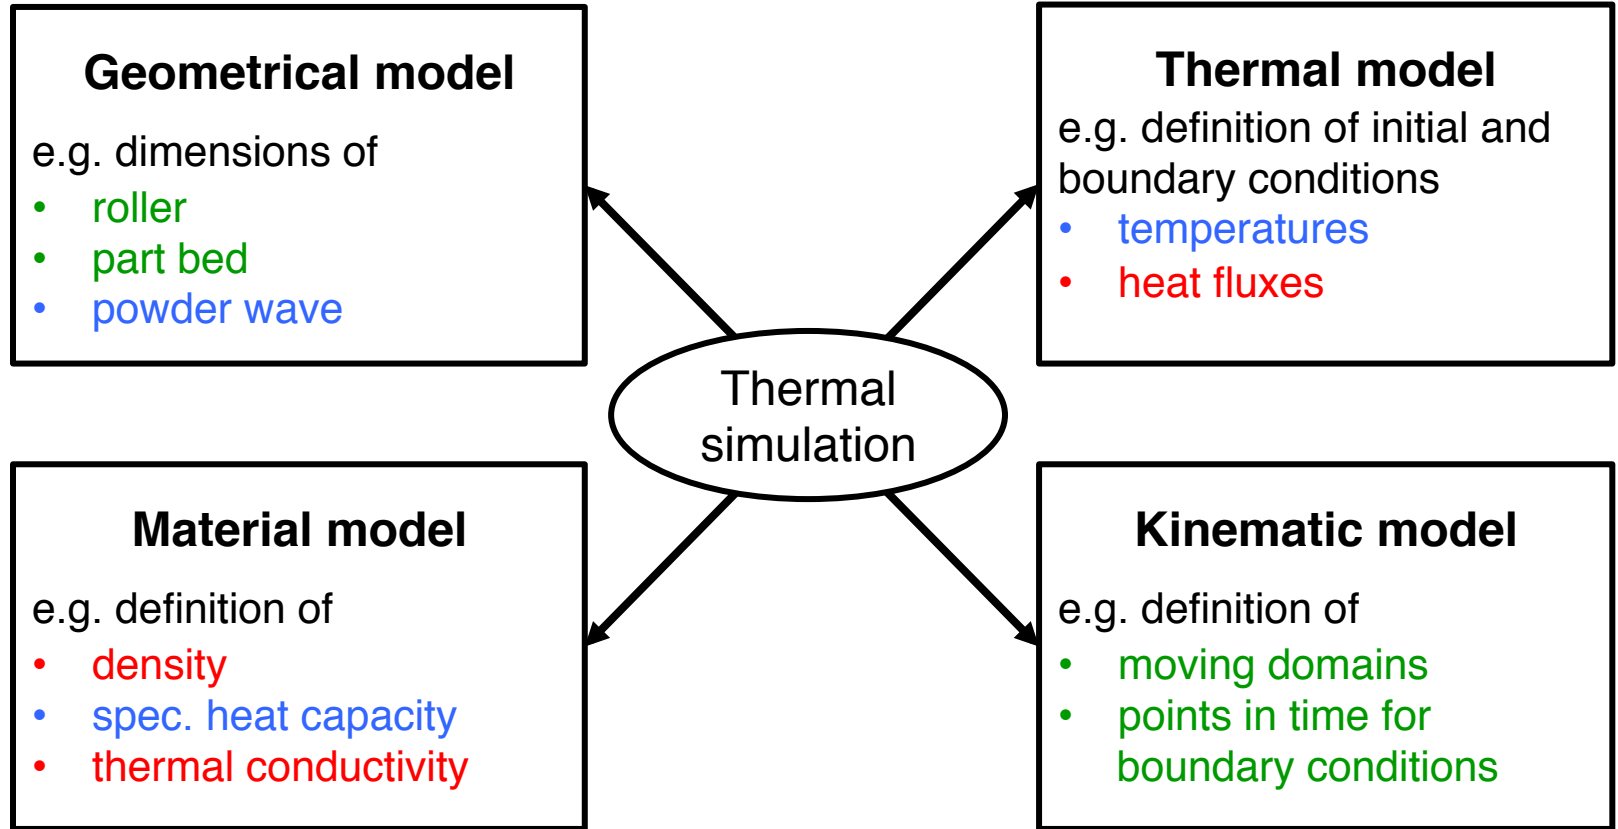 Geometrical model
e.g. dimensions of
• roller
• part bed
• powder wave
Thermal model
e.g. definition of initial and
boundary conditions
• temperatures
• heat fluxes
Thermal
simulation
Material model
e.g. definition of
• density
• spec. heat capacity
• thermal conductivity
Kinematic model
e.g. definition of
• moving domains
• points in time for
boundary conditions